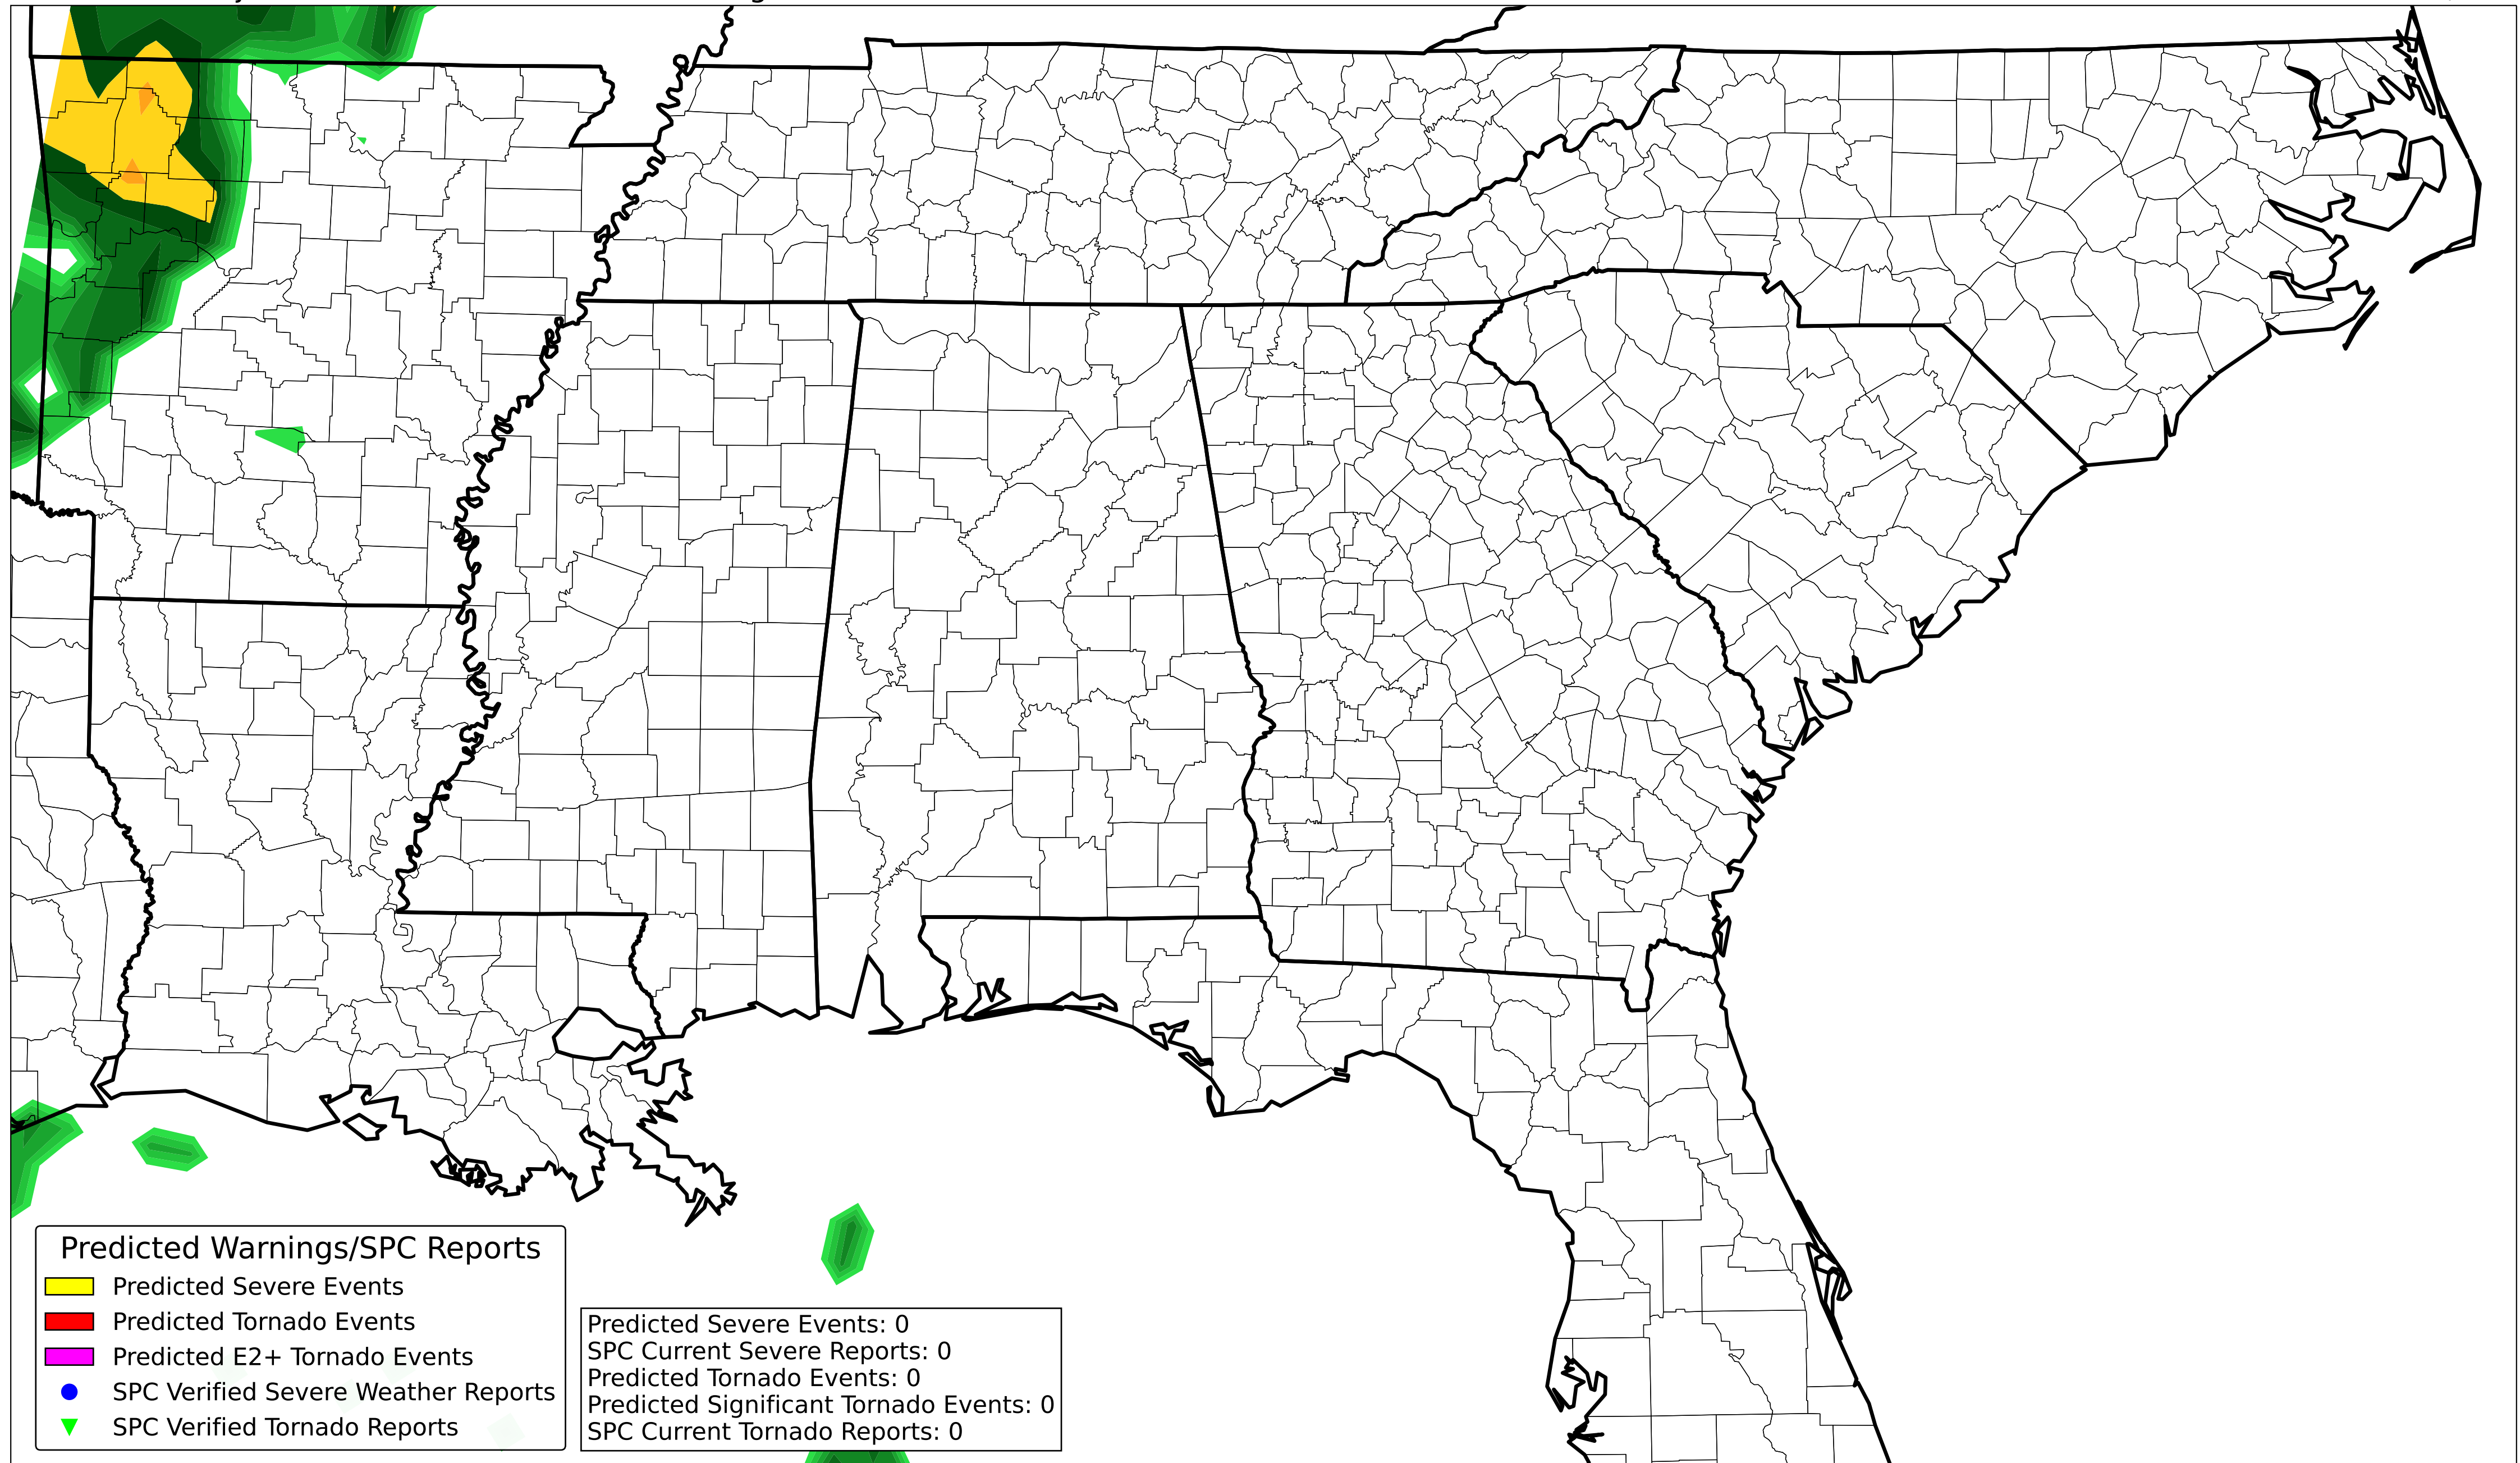 Predicted Warnings/SPC Reports
Predicted Severe Events
Predicted Tornado Events
Predicted E2+ Tornado Events
SPC Verified Severe Weather Reports
SPC Verified Tornado Reports
Predicted Severe Events: 0
SPC Current Severe Reports: 0
Predicted Tornado Events: 0
Predicted Significant Tornado Events: 0
SPC Current Tornado Reports: 0